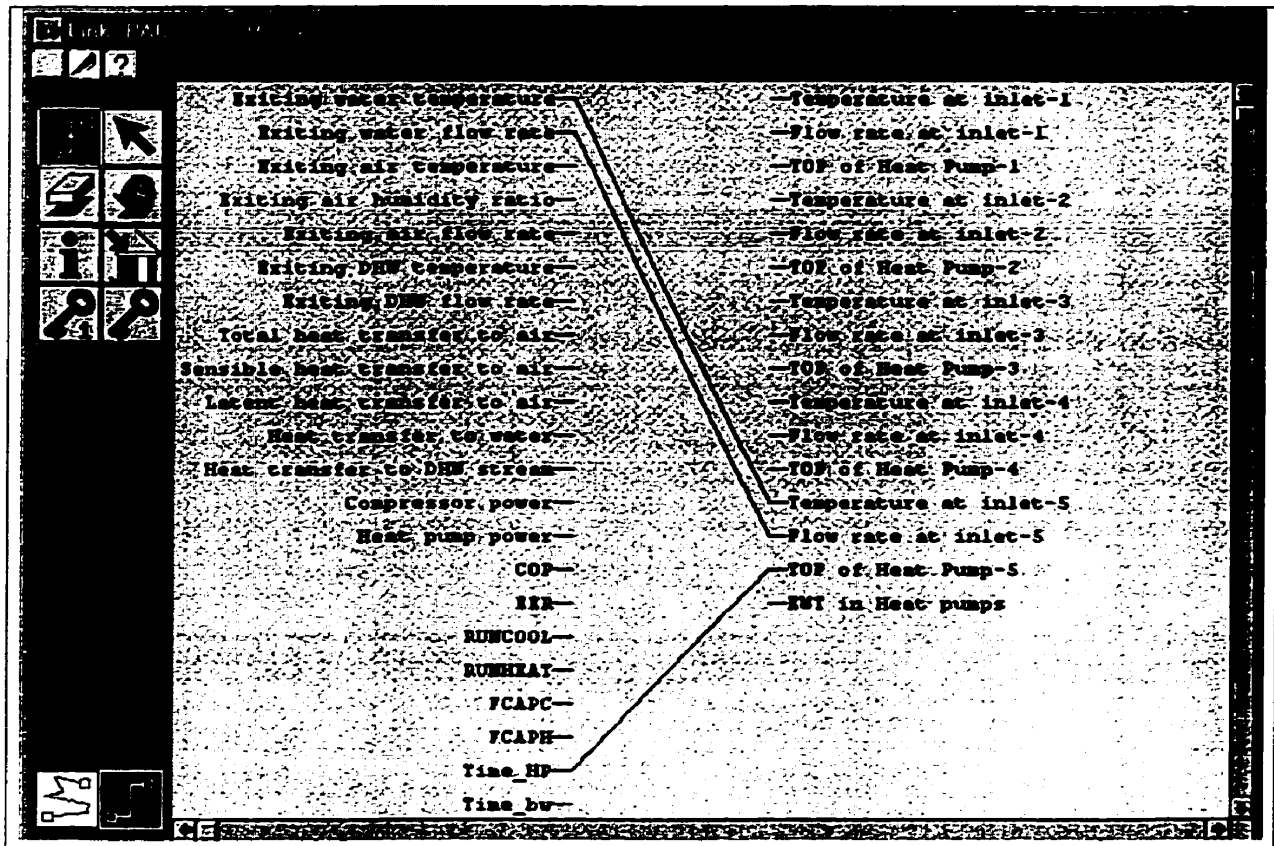 Link PAC
?
Exiting water temperature
Exiting water flow rate
Exiting air temperature
Exiting air humidity ratio
Exiting air flow rate
Exiting DHW temperature
Exiting DHW flow rate
Total heat transfer to air
Sensible heat transfer to air
Latent heat transfer to air
Heat transfer to water
Heat transfer to DHW stream
Compressor power
Heat pump power
COP
EER
RUNCOOL
RUNHEAT
FCAPC
FCAPH
Time_HP
Time_bw
Temperature at inlet-1
Flow rate at inlet-1
TOP of Heat Pump-1
Temperature at inlet-2
Flow rate at inlet-2
TOP of Heat Pump-2
Temperature at inlet-3
Flow rate at inlet-3
TOP of Heat Pump-3
Temperature at inlet-4
Flow rate at inlet-4
TOP of Heat Pump-4
Temperature at inlet-5
Flow rate at inlet-5
TOP of Heat Pump-5
EWT in Heat pumps